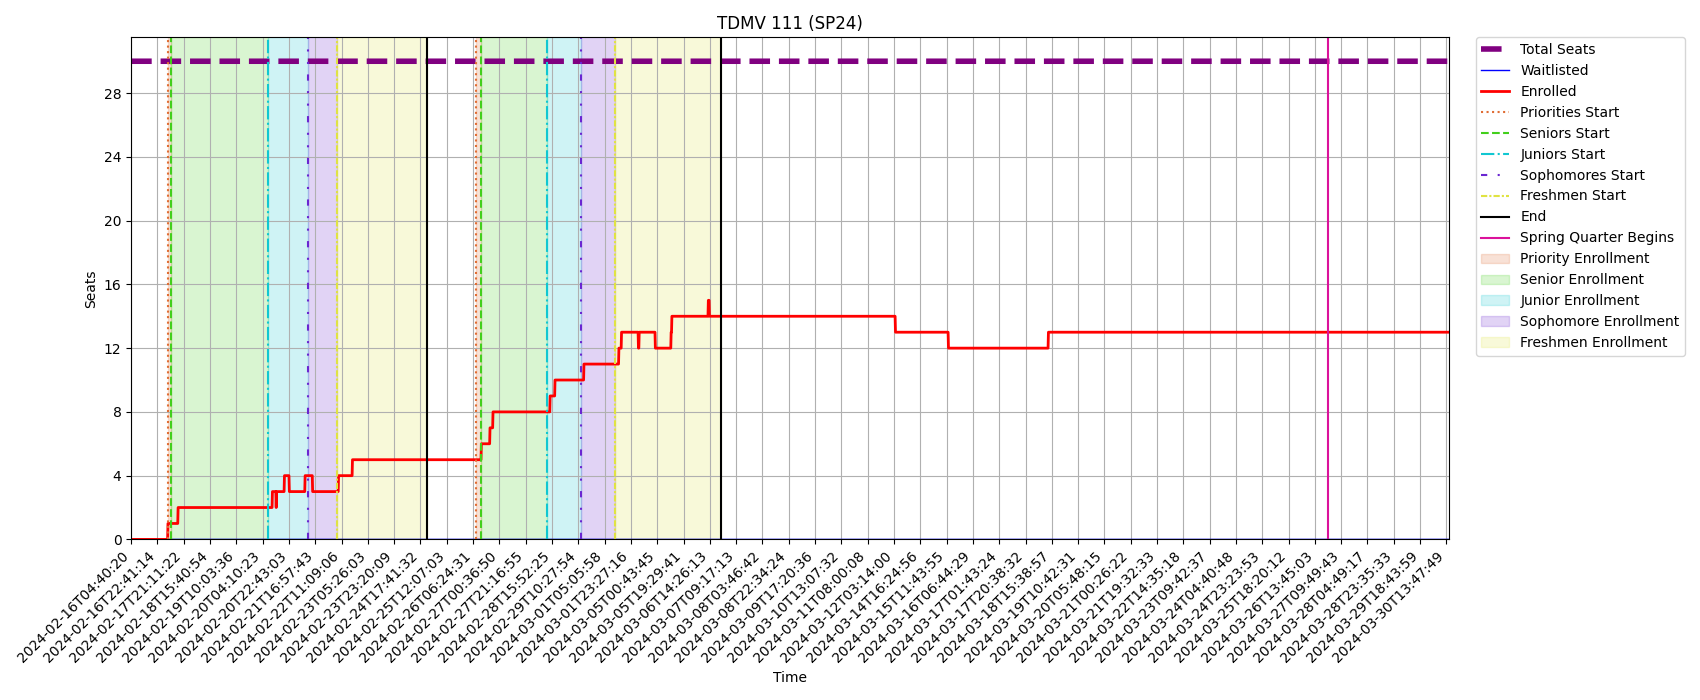 TDMV 111 (SP24)
Seats
28
24
20
16
12
8
4
0
2024-02-16T04:40:20
2024-02-16T22:41:14
2024-02-17T21:11:22
2024-02-18T15:40:54
2024-02-19T10:03:36
2024-02-20T04:10:23
2024-02-20T22:43:03
2024-02-21T16:57:43
2024-02-22T11:09:06
2024-02-23T05:26:03
2024-02-23T23:20:09
2024-02-24T17:41:32
2024-02-25T12:07:03
2024-02-26T06:24:31
2024-02-27T00:36:50
2024-02-27T21:16:55
2024-02-28T15:52:25
2024-02-29T10:27:54
2024-03-01T05:05:58
2024-03-01T23:27:16
2024-03-05T00:43:45
2024-03-05T19:29:41
2024-03-06T14:26:13
2024-03-07T09:17:13
2024-03-08T03:46:42
2024-03-08T22:34:24
2024-03-09T17:20:36
2024-03-10T13:07:32
2024-03-11T08:00:08
2024-03-12T03:14:00
2024-03-14T16:24:56
2024-03-15T11:43:55
2024-03-16T06:44:29
2024-03-17T01:43:24
2024-03-17T20:38:32
2024-03-18T15:38:57
2024-03-19T10:42:31
2024-03-20T05:48:15
2024-03-21T00:26:22
2024-03-21T19:32:33
2024-03-22T14:35:18
2024-03-23T09:42:37
2024-03-24T04:40:48
2024-03-24T23:23:53
2024-03-25T18:20:12
2024-03-26T13:45:03
2024-03-27T09:49:43
2024-03-28T04:49:17
2024-03-28T23:35:33
2024-03-29T18:43:59
2024-03-30T13:47:49
Time
Total Seats
Waitlisted
Enrolled
Priorities Start
Seniors Start
Juniors Start
Sophomores Start
Freshmen Start
End
Spring Quarter Begins
Priority Enrollment
Senior Enrollment
Junior Enrollment
Sophomore Enrollment
Freshmen Enrollment